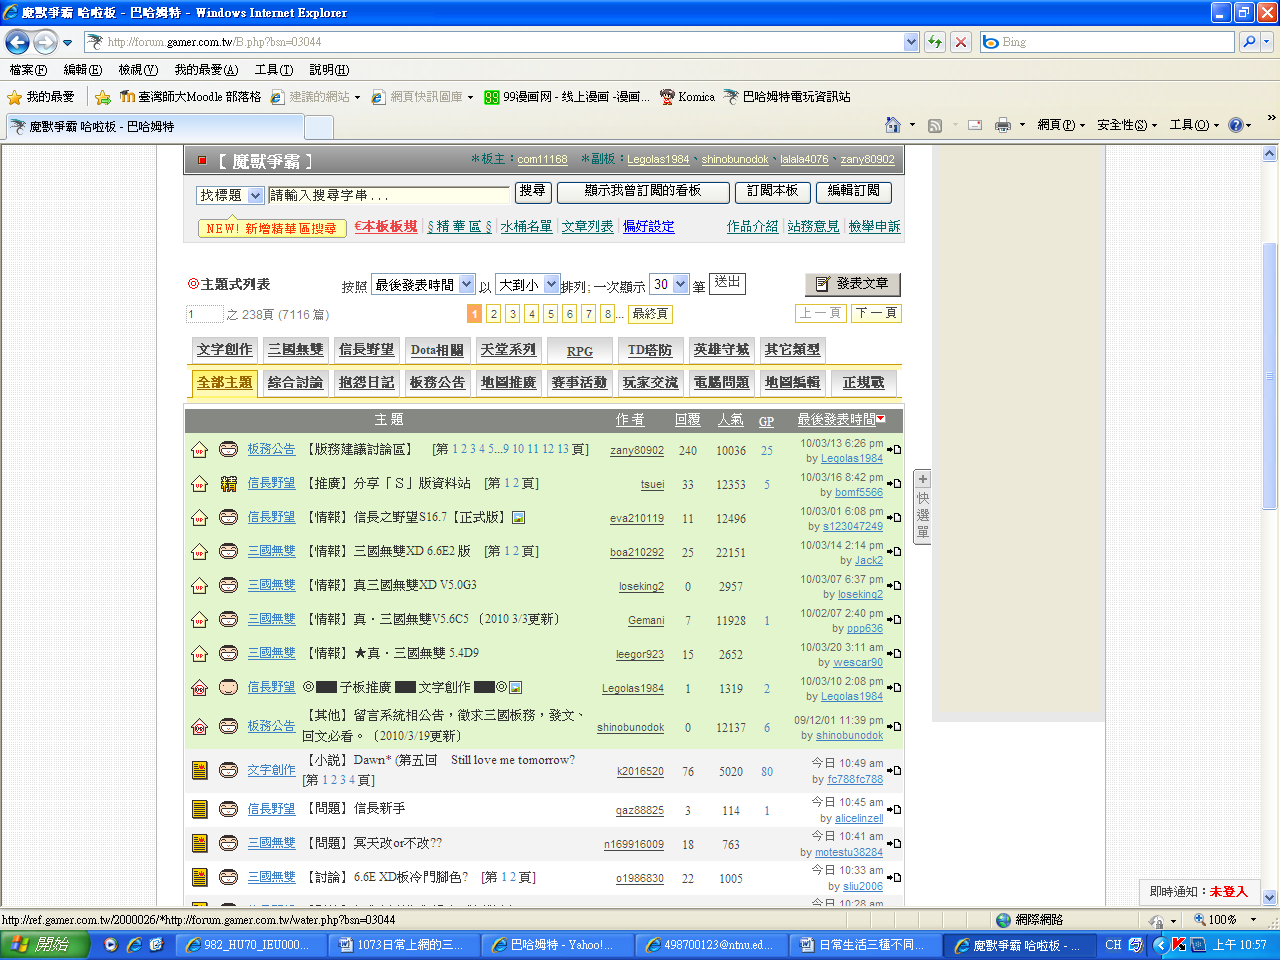 魔獸爭霸 哈啦板 - 巴哈姆特 - Windows Internet Explorer
http://forum.gamer.com.tw/B.php?bsn=03044
Bing
檔案(F) 編輯(E) 檢視(V) 我的最愛(A) 工具(T) 說明(H)
我的最愛 臺灣師大Moodle 部落格 建議的網站 網頁快訊圖庫 99漫画网 - 线上漫画 -漫画... Komica 巴哈姆特電玩資訊站
魔獸爭霸 哈啦板 - 巴哈姆特
網頁(P) 安全性(S) 工具(O)
[ 魔獸爭霸 ] ＊板主：com11168 ＊副板：Legolas1984、shinobunodok、lalala4076、zany80902
找標題 請輸入搜尋字串 . . . 搜尋 顯示我曾訂閱的看板 訂閱本板 編輯訂閱
NEW! 新增精華區搜尋 €本板板規 § 精 華 區 § 水桶名單 文章列表 偏好設定 作品介紹 站務意見 檢舉申訴
◎主題式列表 按照 最後發表時間 以 大到小 排列; 一次顯示 30 筆 送出 發表文章
1 之 238頁 (7116 篇) 1 2 3 4 5 6 7 8 ... 最終頁 上 一 頁 下 一 頁
文字創作 三國無雙 信長野望 Dota相關 天堂系列 RPG TD塔防 英雄守城 其它類型
全部主題 綜合討論 抱怨日記 板務公告 地圖推廣 賽事活動 玩家交流 電腦問題 地圖編輯 正規戰
主 題 作 者 回覆 人氣 GP 最後發表時間
板務公告 【版務建議討論區】 [第 1 2 3 4 5...9 10 11 12 13 頁] zany80902 240 10036 25 10/03/13 6:26 pm
by Legolas1984
信長野望 【推廣】分享「S」版資料站 [第 1 2 頁] tsuei 33 12353 5 10/03/16 8:42 pm
by bomf5566
信長野望 【情報】信長之野望S16.7【正式版】 eva210119 11 12496 10/03/01 6:08 pm
by s123047249
三國無雙 【情報】三國無雙XD 6.6E2 版 [第 1 2 頁] boa210292 25 22151 10/03/14 2:14 pm
by Jack2
三國無雙 【情報】真三國無雙XD V5.0G3 loseking2 0 2957 10/03/07 6:37 pm
by loseking2
三國無雙 【情報】真‧三國無雙V5.6C5 〔2010 3/3更新〕 Gemani 7 11928 1 10/02/07 2:40 pm
by ppp636
三國無雙 【情報】★真‧三國無雙 5.4D9 leegor923 15 2652 10/03/20 3:11 am
by wescar90
信長野望 ◎██子板推廣 ██ 文字創作 ██◎ Legolas1984 1 1319 2 10/03/10 2:08 pm
by Legolas1984
板務公告 【其他】留言系統相公告，徵求三國板務，發文、
回文必看。〔2010/3/19更新〕 shinobunodok 0 12137 6 09/12/01 11:39 pm
by shinobunodok
文字創作 【小説】Dawn* (第五回 Still love me tomorrow?
[第 1 2 3 4 頁] k2016520 76 5020 80 今日 10:49 am
by fc788fc788
信長野望 【問題】信長新手 qaz88825 3 114 1 今日 10:45 am
by alicelinzell
三國無雙 【問題】冥天改or不改?? n169916009 18 763 今日 10:41 am
by motestu38284
三國無雙 【討論】6.6E XD板冷門腳色? [第 1 2 頁] o1986830 22 1005 今日 10:33 am
by sliu2006
今日 10:28 am
+
快
選
單
即時通知：未登入
http://ref.gamer.com.tw/2000026/*http://forum.gamer.com.tw/water.php?bsn=03044 網際網路 100%
開始 982_HU70_IEU000... 1073日常上網的三... 巴哈姆特 - Yahoo!... 498700123@ntnu.ed... 日常生活三種不同... 魔獸爭霸 哈啦板 - ... CH 上午 10:57